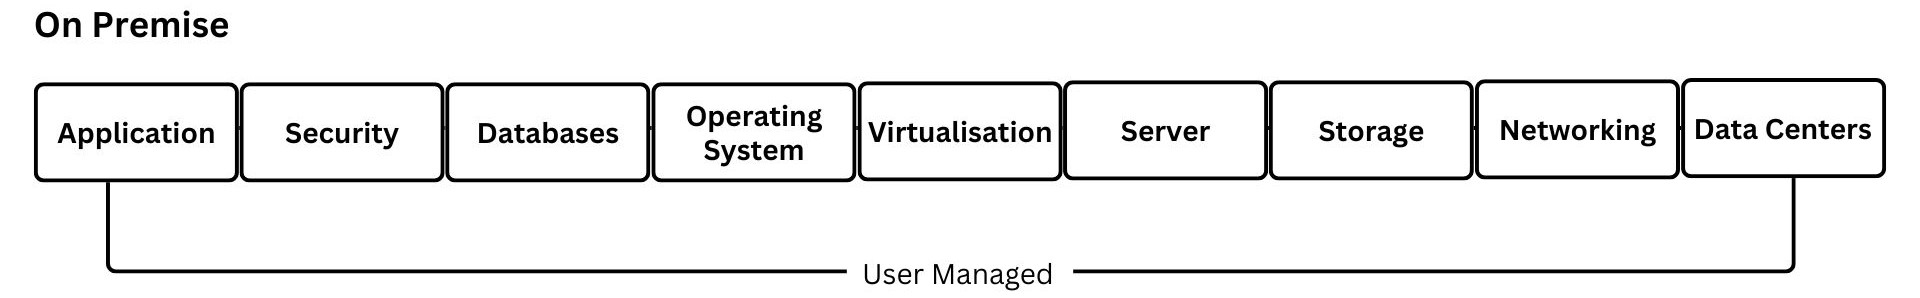 On Premise
Application
Security
Databases
Operating
System
Virtualisation
Server
Storage
Networking
Data Centers
User Managed